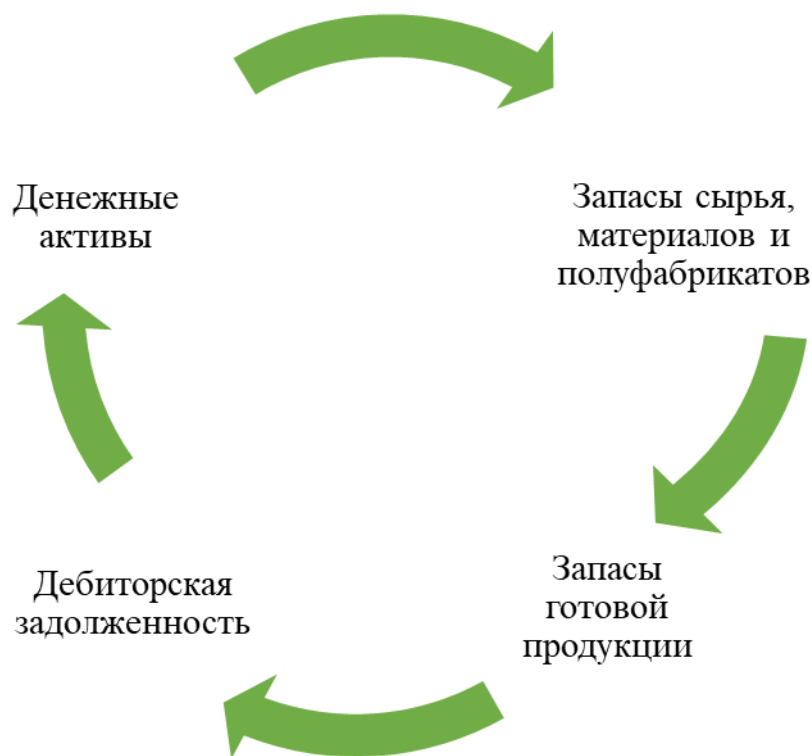 Денежные
активы
Запасы сырья,
материалов и
полуфабрикатов
Запасы
готовой
продукции
Дебиторская
задолженность